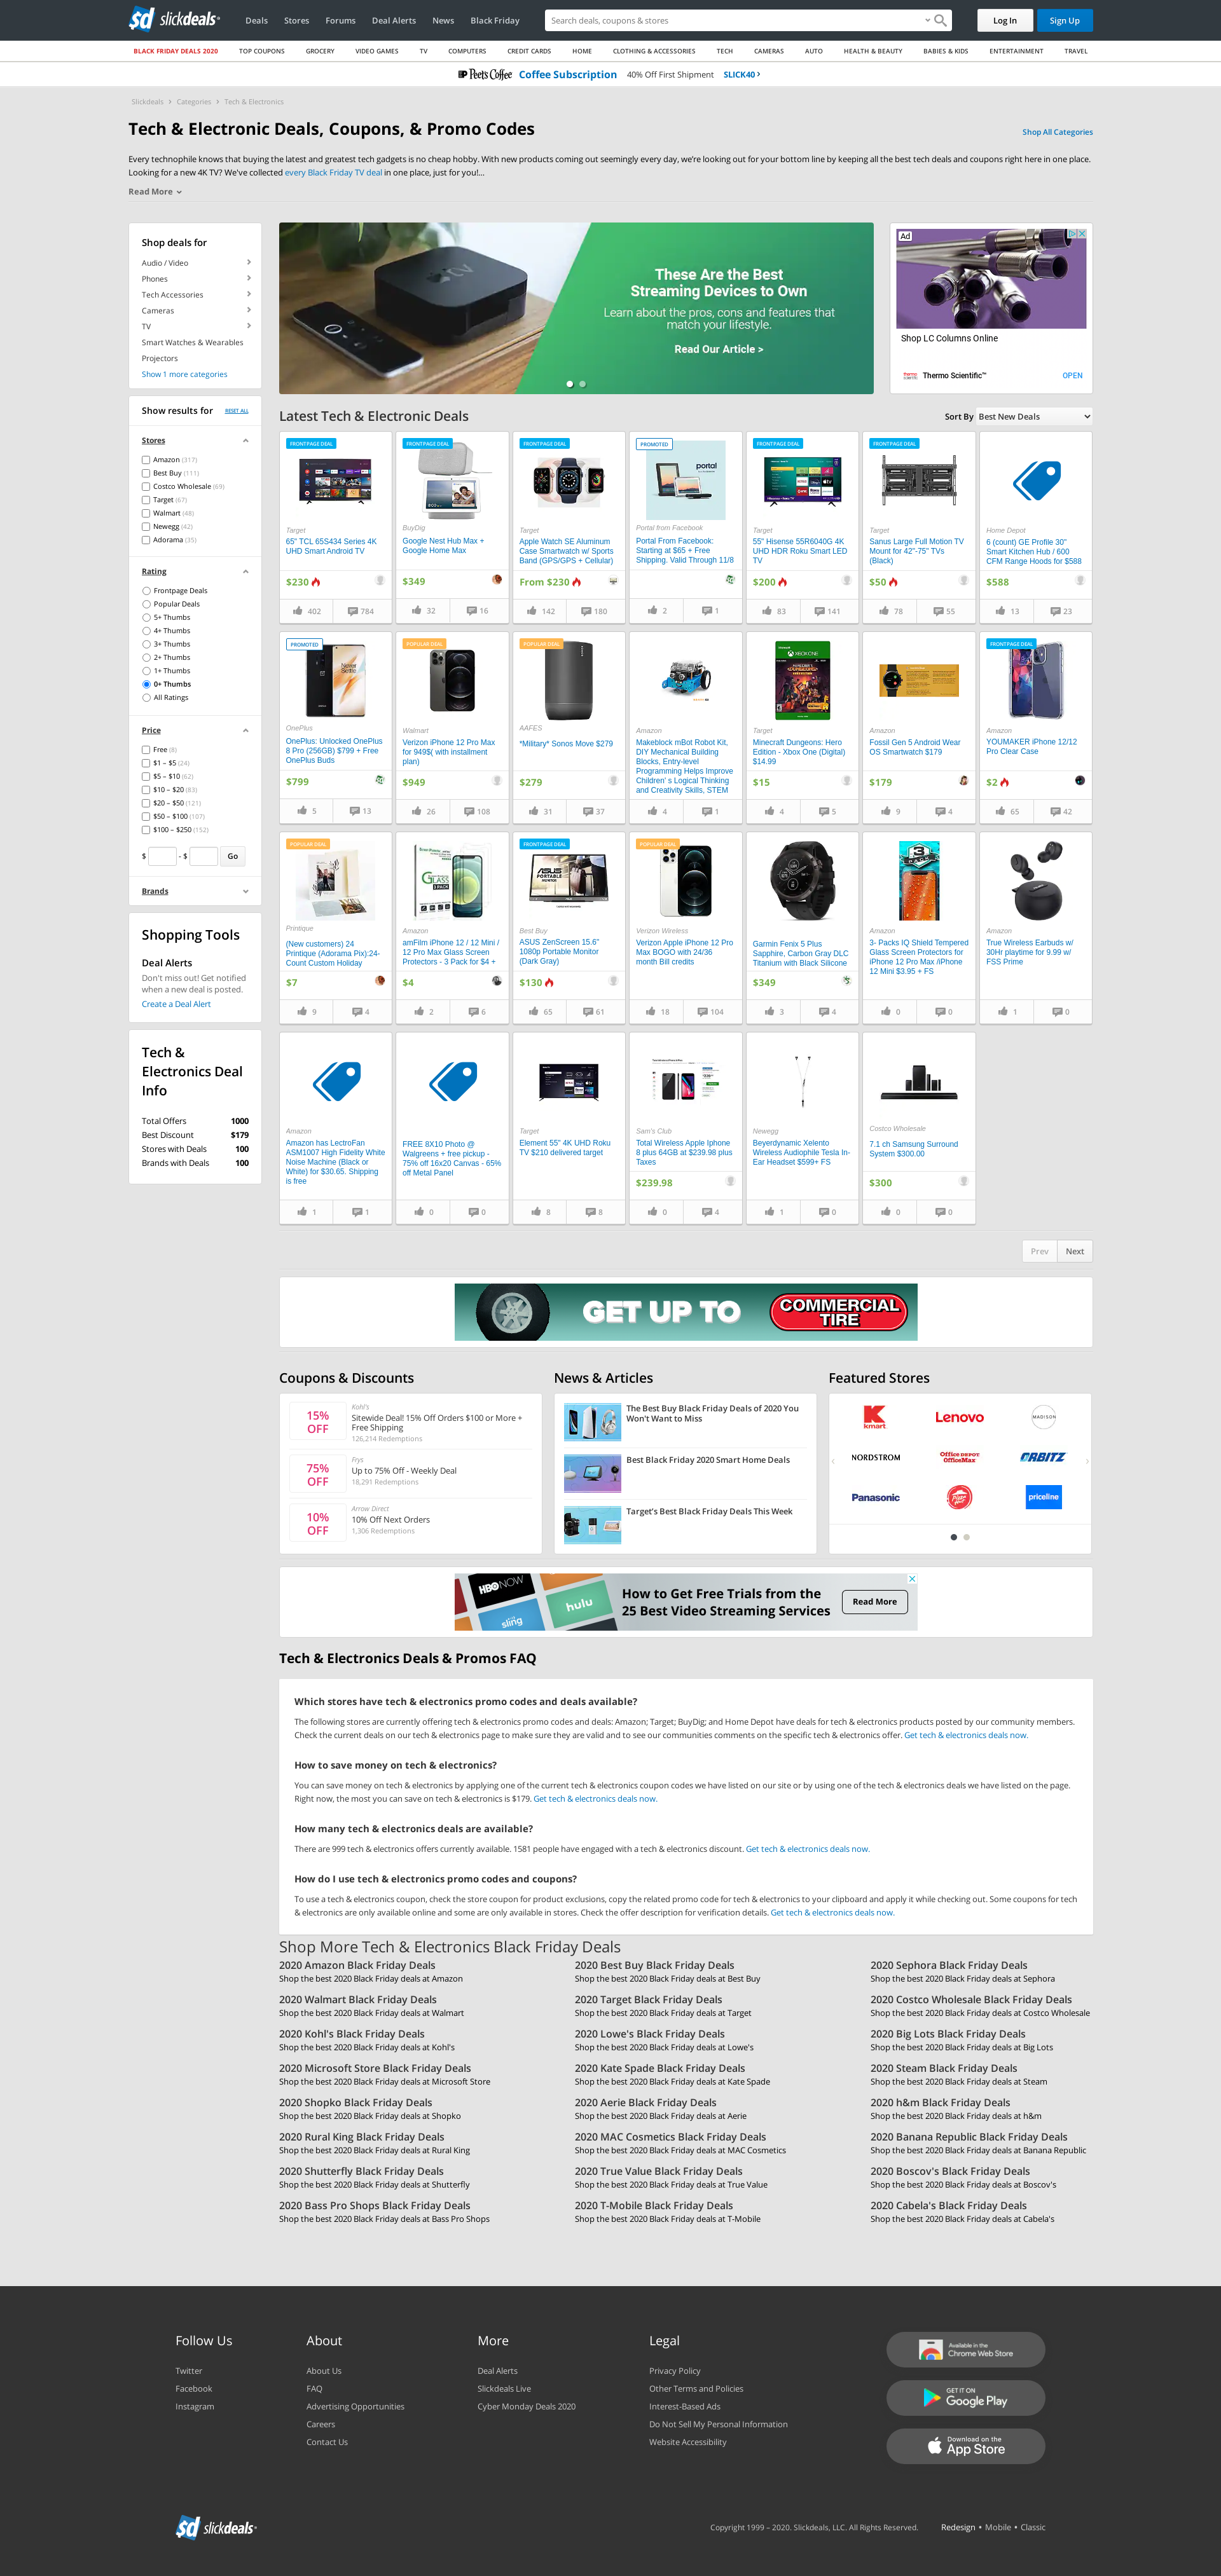 slickdeals
Deals Stores Forums Deal Alerts News Black Friday
Search deals, coupons & stores
Log In
Sign Up
BLACK FRIDAY DEALS 2020 TOP COUPONS GROCERY VIDEO GAMES TV COMPUTERS CREDIT CARDS HOME CLOTHING & ACCESSORIES TECH CAMERAS AUTO HEALTH & BEAUTY BABIES & KIDS ENTERTAINMENT TRAVEL
Peet's Coffee Coffee Subscription 40% Off First Shipment SLICK40 >
Slickdeals > Categories > Tech & Electronics
Tech & Electronic Deals, Coupons, & Promo Codes
Shop All Categories
Every technophile knows that buying the latest and greatest tech gadgets is no cheap hobby. With new products coming out seemingly every day, we're looking out for your bottom line by keeping all the best tech deals and coupons right here in one place.
Looking for a new 4K TV? We've collected every Black Friday TV deal in one place, just for you!...
Read More
Shop deals for
Audio / Video
Phones
Tech Accessories
Cameras
TV
Smart Watches & Wearables
Projectors
Show 1 more categories
Show results for RESET ALL
Stores
Amazon (317)
Best Buy (111)
Costco Wholesale (69)
Target (67)
Walmart (48)
Newegg (42)
Adorama (35)
Rating
Frontpage Deals
Popular Deals
5+ Thumbs
4+ Thumbs
3+ Thumbs
2+ Thumbs
1+ Thumbs
0+ Thumbs
All Ratings
Price
Free (8)
$1 – $5 (24)
$5 – $10 (62)
$10 – $20 (83)
$20 – $50 (121)
$50 – $100 (107)
$100 – $250 (152)
$ - $ Go
Brands
Shopping Tools
Deal Alerts
Don't miss out! Get notified
when a new deal is posted.
Create a Deal Alert
Tech &
Electronics Deal
Info
Total Offers 1000
Best Discount $179
Stores with Deals 100
Brands with Deals 100
These Are the Best
Streaming Devices to Own
Learn about the pros, cons and features that
match your lifestyle.
Read Our Article >
Ad
Shop LC Columns Online
Thermo Scientific™ OPEN
Latest Tech & Electronic Deals
Sort By Best New Deals
FRONTPAGE DEAL
Target
65" TCL 65S434 Series 4K
UHD Smart Android TV
$230
402 784
FRONTPAGE DEAL
BuyDig
Google Nest Hub Max +
Google Home Max
$349
32 16
FRONTPAGE DEAL
Target
Apple Watch SE Aluminum
Case Smartwatch w/ Sports
Band (GPS/GPS + Cellular)
From $230
142 180
PROMOTED
portal
Portal from Facebook
Portal From Facebook:
Starting at $65 + Free
Shipping. Valid Through 11/8
2 1
FRONTPAGE DEAL
Target
55" Hisense 55R6040G 4K
UHD HDR Roku Smart LED
TV
$200
83 141
FRONTPAGE DEAL
Target
Sanus Large Full Motion TV
Mount for 42"-75" TVs
(Black)
$50
78 55
Home Depot
6 (count) GE Profile 30"
Smart Kitchen Hub / 600
CFM Range Hoods for $588
$588
13 23
PROMOTED
OnePlus
OnePlus: Unlocked OnePlus
8 Pro (256GB) $799 + Free
OnePlus Buds
$799
5 13
POPULAR DEAL
Walmart
Verizon iPhone 12 Pro Max
for 949$( with installment
plan)
$949
26 108
POPULAR DEAL
AAFES
*Military* Sonos Move $279
$279
31 37
Amazon
Makeblock mBot Robot Kit,
DIY Mechanical Building
Blocks, Entry-level
Programming Helps Improve
Children' s Logical Thinking
and Creativity Skills, STEM
4 1
XBOX ONE
Target
Minecraft Dungeons: Hero
Edition - Xbox One (Digital)
$14.99
$15
4 5
Amazon
Fossil Gen 5 Android Wear
OS Smartwatch $179
$179
9 4
FRONTPAGE DEAL
Amazon
YOUMAKER iPhone 12/12
Pro Clear Case
$2
65 42
POPULAR DEAL
Printique
(New customers) 24
Printique (Adorama Pix):24-
Count Custom Holiday
$7
9 4
GLASS
Amazon
amFilm iPhone 12 / 12 Mini /
12 Pro Max Glass Screen
Protectors - 3 Pack for $4 +
$4
2 6
FRONTPAGE DEAL
ASUS PORTABLE MONITOR
Best Buy
ASUS ZenScreen 15.6"
1080p Portable Monitor
(Dark Gray)
$130
65 61
POPULAR DEAL
Verizon Wireless
Verizon Apple iPhone 12 Pro
Max BOGO with 24/36
month Bill credits
18 104
Garmin Fenix 5 Plus
Sapphire, Carbon Gray DLC
Titanium with Black Silicone
$349
3 4
Amazon
3- Packs IQ Shield Tempered
Glass Screen Protectors for
iPhone 12 Pro Max /iPhone
12 Mini $3.95 + FS
0 0
Amazon
True Wireless Earbuds w/
30Hr playtime for 9.99 w/
FSS Prime
1 0
Amazon
Amazon has LectroFan
ASM1007 High Fidelity White
Noise Machine (Black or
White) for $30.65. Shipping
is free
1 1
FREE 8X10 Photo @
Walgreens + free pickup -
75% off 16x20 Canvas - 65%
off Metal Panel
0 0
Target
Element 55" 4K UHD Roku
TV $210 delivered target
8 8
Sam's Club
Total Wireless Apple Iphone
8 plus 64GB at $239.98 plus
Taxes
$239.98
0 4
Newegg
Beyerdynamic Xelento
Wireless Audiophile Tesla In-
Ear Headset $599+ FS
1 0
Costco Wholesale
7.1 ch Samsung Surround
System $300.00
$300
0 0
Prev Next
GET UP TO COMMERCIAL TIRE
Coupons & Discounts
15% OFF
Kohl's
Sitewide Deal! 15% Off Orders $100 or More +
Free Shipping
126,214 Redemptions
75% OFF
Frys
Up to 75% Off - Weekly Deal
18,291 Redemptions
10% OFF
Arrow Direct
10% Off Next Orders
1,306 Redemptions
News & Articles
The Best Buy Black Friday Deals of 2020 You
Won't Want to Miss
Best Black Friday 2020 Smart Home Deals
Target's Best Black Friday Deals This Week
Featured Stores
kmart Lenovo MADISON
NORDSTROM Office DEPOT OfficeMax ORBITZ
Panasonic Pizza Hut priceline
HBO NOW hulu sling
How to Get Free Trials from the
25 Best Video Streaming Services
Read More
Tech & Electronics Deals & Promos FAQ
Which stores have tech & electronics promo codes and deals available?
The following stores are currently offering tech & electronics promo codes and deals: Amazon; Target; BuyDig; and Home Depot have deals for tech & electronics products posted by our community members.
Check the current deals on our tech & electronics page to make sure they are valid and to see our communities comments on the specific tech & electronics offer. Get tech & electronics deals now.
How to save money on tech & electronics?
You can save money on tech & electronics by applying one of the current tech & electronics coupon codes we have listed on our site or by using one of the tech & electronics deals we have listed on the page.
Right now, the most you can save on tech & electronics is $179. Get tech & electronics deals now.
How many tech & electronics deals are available?
There are 999 tech & electronics offers currently available. 1581 people have engaged with a tech & electronics discount. Get tech & electronics deals now.
How do I use tech & electronics promo codes and coupons?
To use a tech & electronics coupon, check the store coupon for product exclusions, copy the related promo code for tech & electronics to your clipboard and apply it while checking out. Some coupons for tech
& electronics are only available online and some are only available in stores. Check the offer description for verification details. Get tech & electronics deals now.
Shop More Tech & Electronics Black Friday Deals
2020 Amazon Black Friday Deals
Shop the best 2020 Black Friday deals at Amazon
2020 Best Buy Black Friday Deals
Shop the best 2020 Black Friday deals at Best Buy
2020 Sephora Black Friday Deals
Shop the best 2020 Black Friday deals at Sephora
2020 Walmart Black Friday Deals
Shop the best 2020 Black Friday deals at Walmart
2020 Target Black Friday Deals
Shop the best 2020 Black Friday deals at Target
2020 Costco Wholesale Black Friday Deals
Shop the best 2020 Black Friday deals at Costco Wholesale
2020 Kohl's Black Friday Deals
Shop the best 2020 Black Friday deals at Kohl's
2020 Lowe's Black Friday Deals
Shop the best 2020 Black Friday deals at Lowe's
2020 Big Lots Black Friday Deals
Shop the best 2020 Black Friday deals at Big Lots
2020 Microsoft Store Black Friday Deals
Shop the best 2020 Black Friday deals at Microsoft Store
2020 Kate Spade Black Friday Deals
Shop the best 2020 Black Friday deals at Kate Spade
2020 Steam Black Friday Deals
Shop the best 2020 Black Friday deals at Steam
2020 Shopko Black Friday Deals
Shop the best 2020 Black Friday deals at Shopko
2020 Aerie Black Friday Deals
Shop the best 2020 Black Friday deals at Aerie
2020 h&m Black Friday Deals
Shop the best 2020 Black Friday deals at h&m
2020 Rural King Black Friday Deals
Shop the best 2020 Black Friday deals at Rural King
2020 MAC Cosmetics Black Friday Deals
Shop the best 2020 Black Friday deals at MAC Cosmetics
2020 Banana Republic Black Friday Deals
Shop the best 2020 Black Friday deals at Banana Republic
2020 Shutterfly Black Friday Deals
Shop the best 2020 Black Friday deals at Shutterfly
2020 True Value Black Friday Deals
Shop the best 2020 Black Friday deals at True Value
2020 Boscov's Black Friday Deals
Shop the best 2020 Black Friday deals at Boscov's
2020 Bass Pro Shops Black Friday Deals
Shop the best 2020 Black Friday deals at Bass Pro Shops
2020 T-Mobile Black Friday Deals
Shop the best 2020 Black Friday deals at T-Mobile
2020 Cabela's Black Friday Deals
Shop the best 2020 Black Friday deals at Cabela's
Follow Us
Twitter
Facebook
Instagram
About
About Us
FAQ
Advertising Opportunities
Careers
Contact Us
More
Deal Alerts
Slickdeals Live
Cyber Monday Deals 2020
Legal
Privacy Policy
Other Terms and Policies
Interest-Based Ads
Do Not Sell My Personal Information
Website Accessibility
Available in the
Chrome Web Store
GET IT ON
Google Play
Download on the
App Store
slickdeals
Copyright 1999 – 2020. Slickdeals, LLC. All Rights Reserved. Redesign • Mobile • Classic